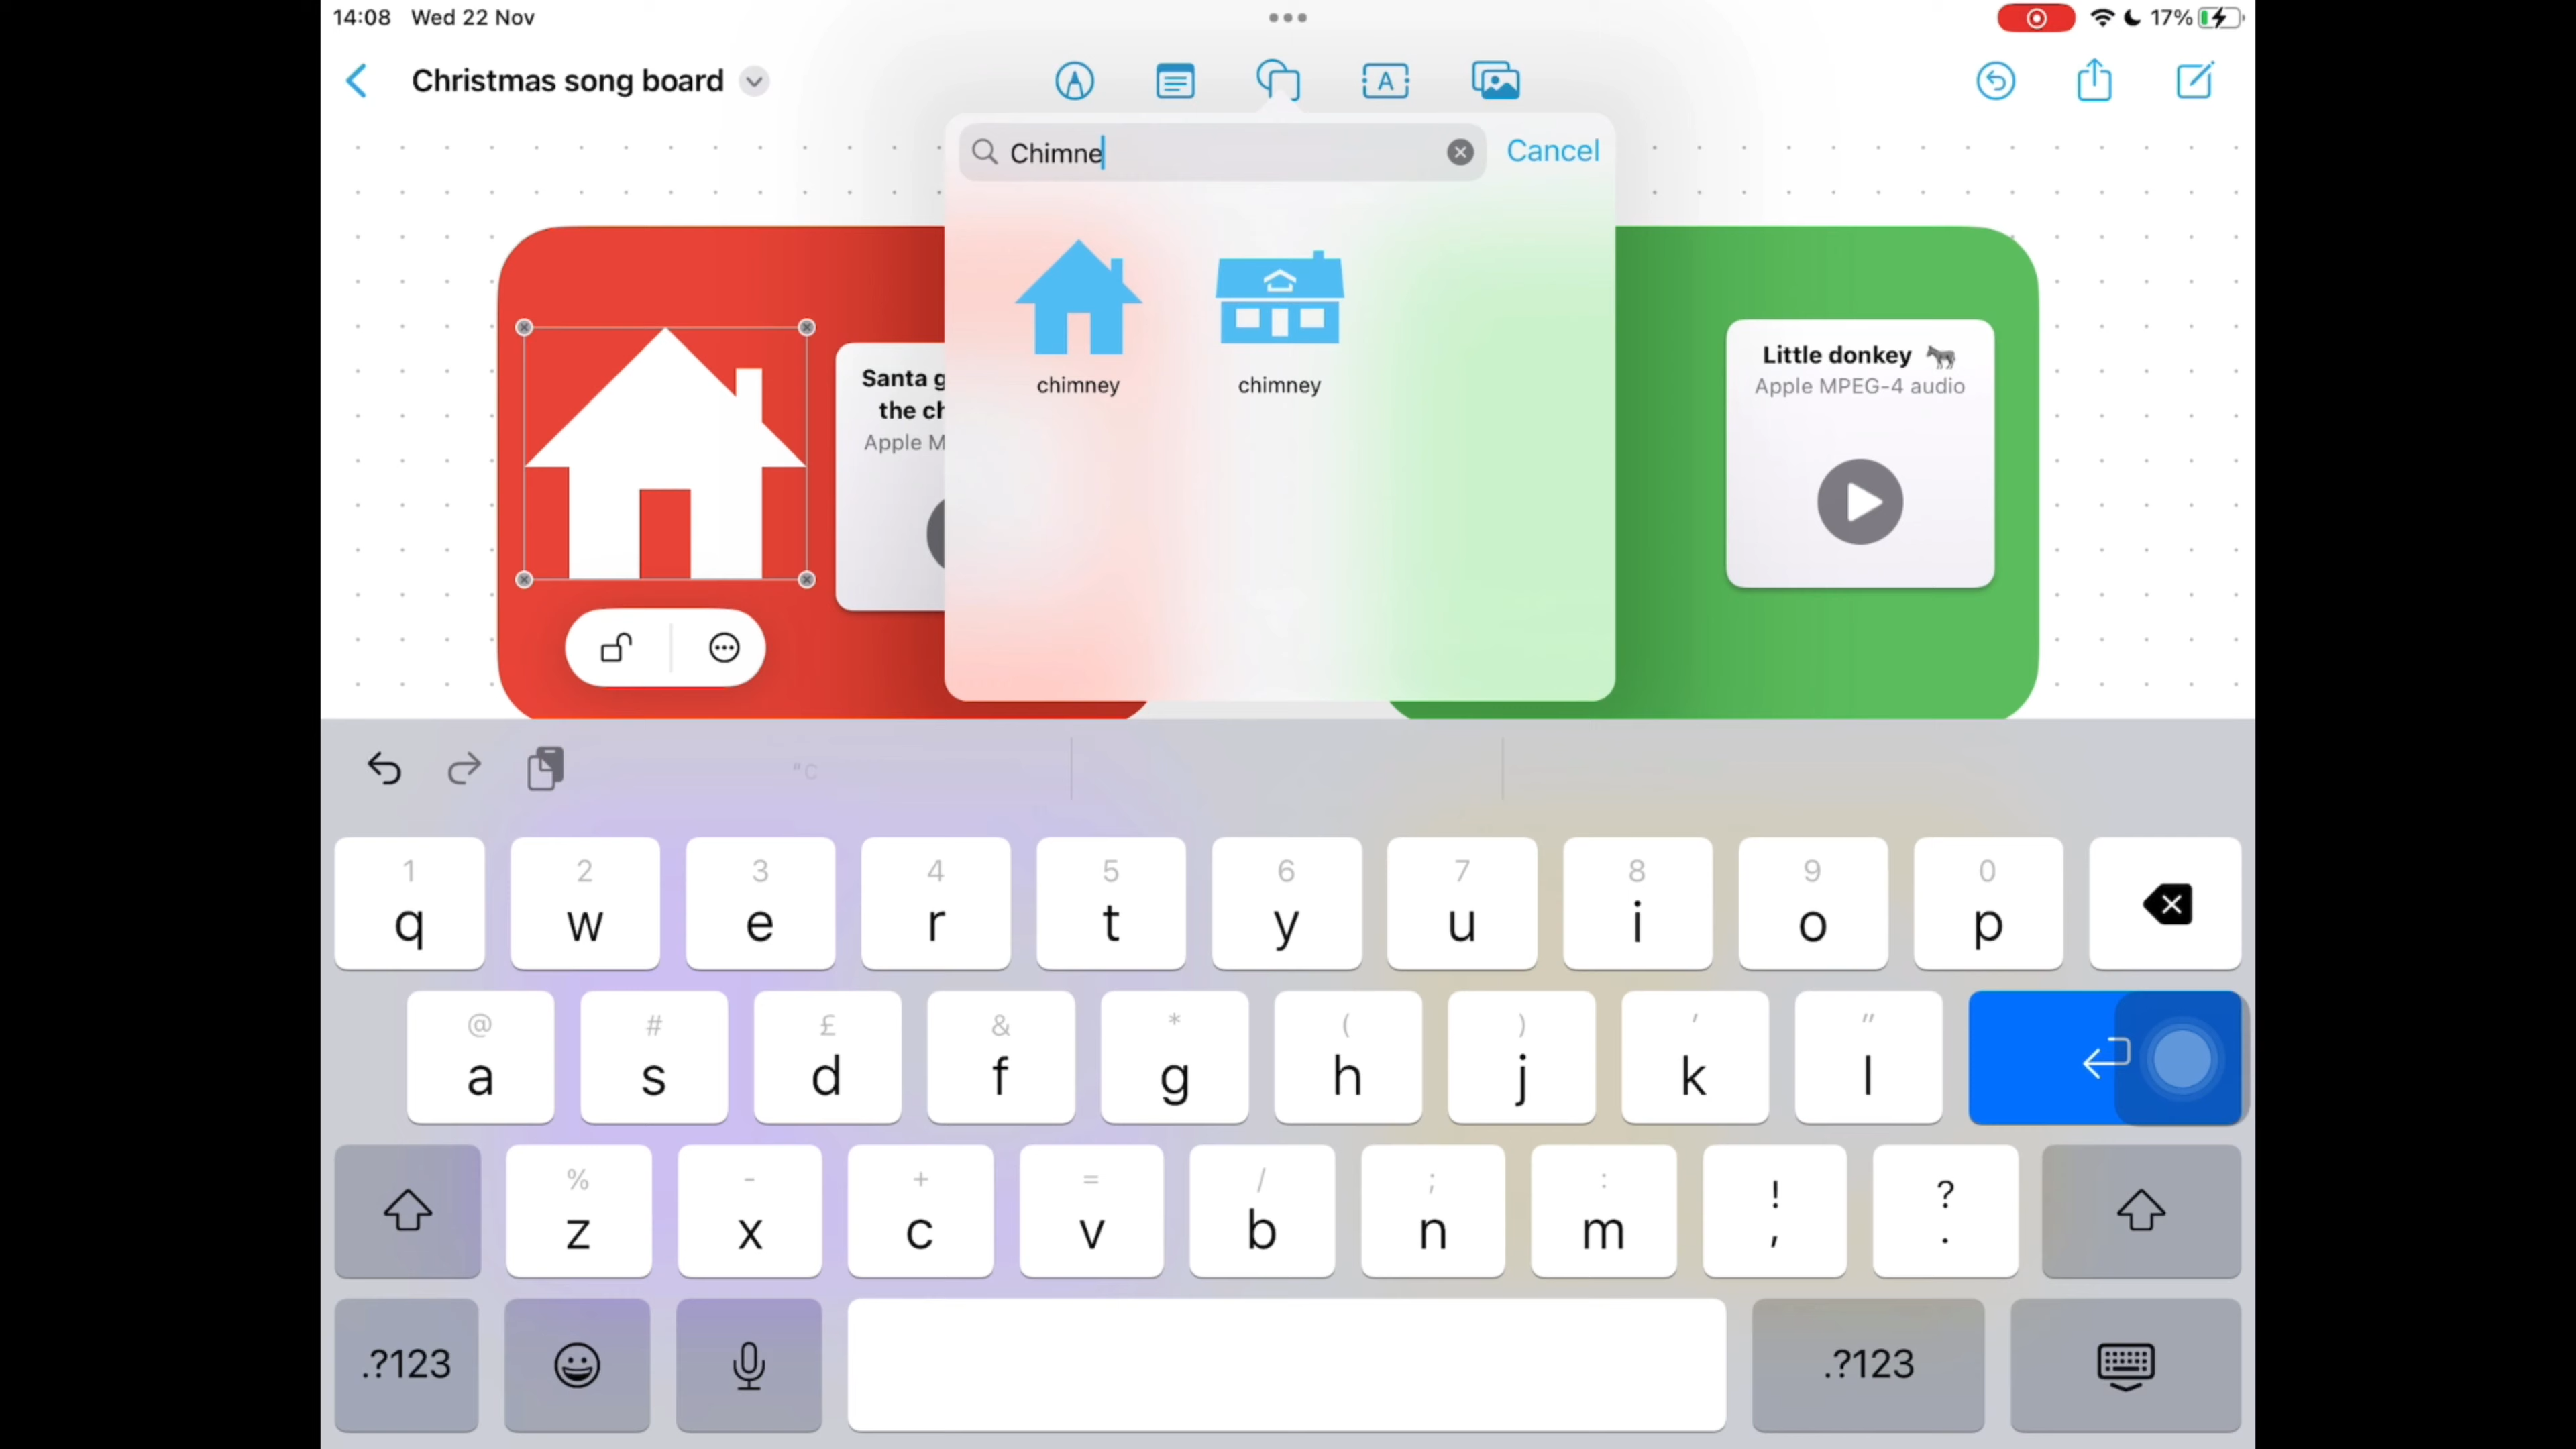 14:08 Wed 22 Nov
17%
Christmas song board
A
Chimne
Cancel
chimney
chimney
Santa g
the ch
Apple M
Little donkey
Apple MPEG-4 audio
"C
1 2 3 4 5 6 7 8 9 0
q w e r t y u i o p
@ # £ & * ( ) ' "
a s d f g h j k l
% - + = / ; : ! ?
z x c v b n m , .
.?123 .?123